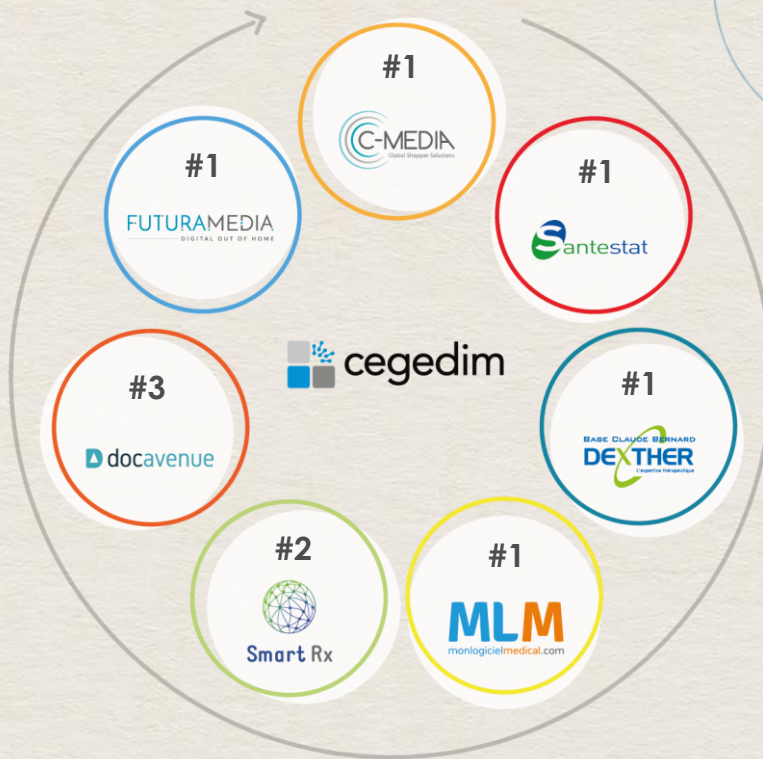 #1
C-MEDIA
Global Shopper Solutions
#1
Santestat
#1
BASE CLAUDE BERNARD
DEXTHER
L'expertise thérapeutique
#1
MLM
monlogicielmedical.com
#2
Smart Rx
#3
docavenue
#1
FUTURAMEDIA
DIGITAL OUT OF HOME
cegedim